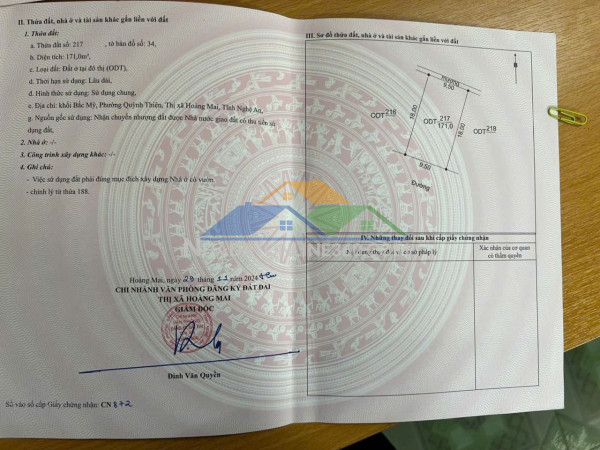 II. Thửa đất, nhà ở và tài sản khác gắn liền với đất
1. Thửa đất:
a. Thửa đất số: 217 , tờ bản đồ số: 34,
b. Diện tích: 171,0m²,
c. Loại đất: Đất ở tại đô thị (ODT),
d. Thời hạn sử dụng: Lâu dài,
đ. Hình thức sử dụng: Sử dụng chung,
e. Địa chỉ: khối Bắc Mỹ, Phường Quỳnh Thiện, Thị xã Hoàng Mai, Tỉnh Nghệ An,
g. Nguồn gốc sử dụng: Nhận chuyển nhượng đất được Nhà nước giao đất có thu tiền sử
dụng đất,
2. Nhà ở: -/-
3. Công trình xây dựng khác: -/-
4. Ghi chú:
- Việc sử dụng đất phải đúng mục đích xây dựng Nhà ở có vườn.
- chỉnh lý từ thửa 188.
Hoàng Mai, ngày 29 tháng 11 năm 2024
CHI NHÁNH VĂN PHÒNG ĐĂNG KÝ ĐẤT ĐAI
THỊ XÃ HOÀNG MAI
GIÁM ĐỐC
Đinh Văn Quyền
Số vào sổ cấp Giấy chứng nhận: CN
III. Sơ đồ thửa đất, nhà ở và tài sản khác gắn liền với đất
B
mương
9,50
ODT 216
18,00
ODT 217
171,0
18,00
ODT 218
9,50
Đường
IV. Những thay đổi sau khi cấp giấy chứng nhận
Xác nhận của cơ quan
có thẩm quyền
sở pháp lý